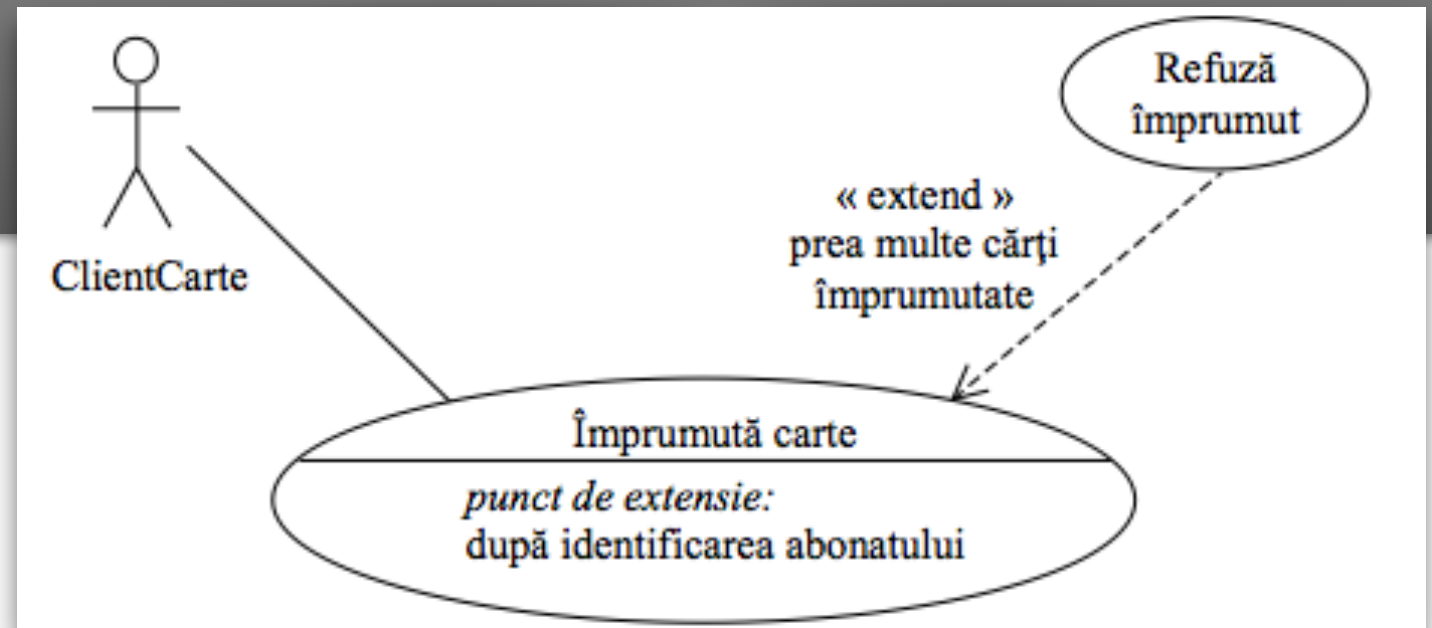 ClientCarte
Refuză
împrumut
« extend »
prea multe cărţi
împrumutate
Împrumută carte
punct de extensie:
după identificarea abonatului